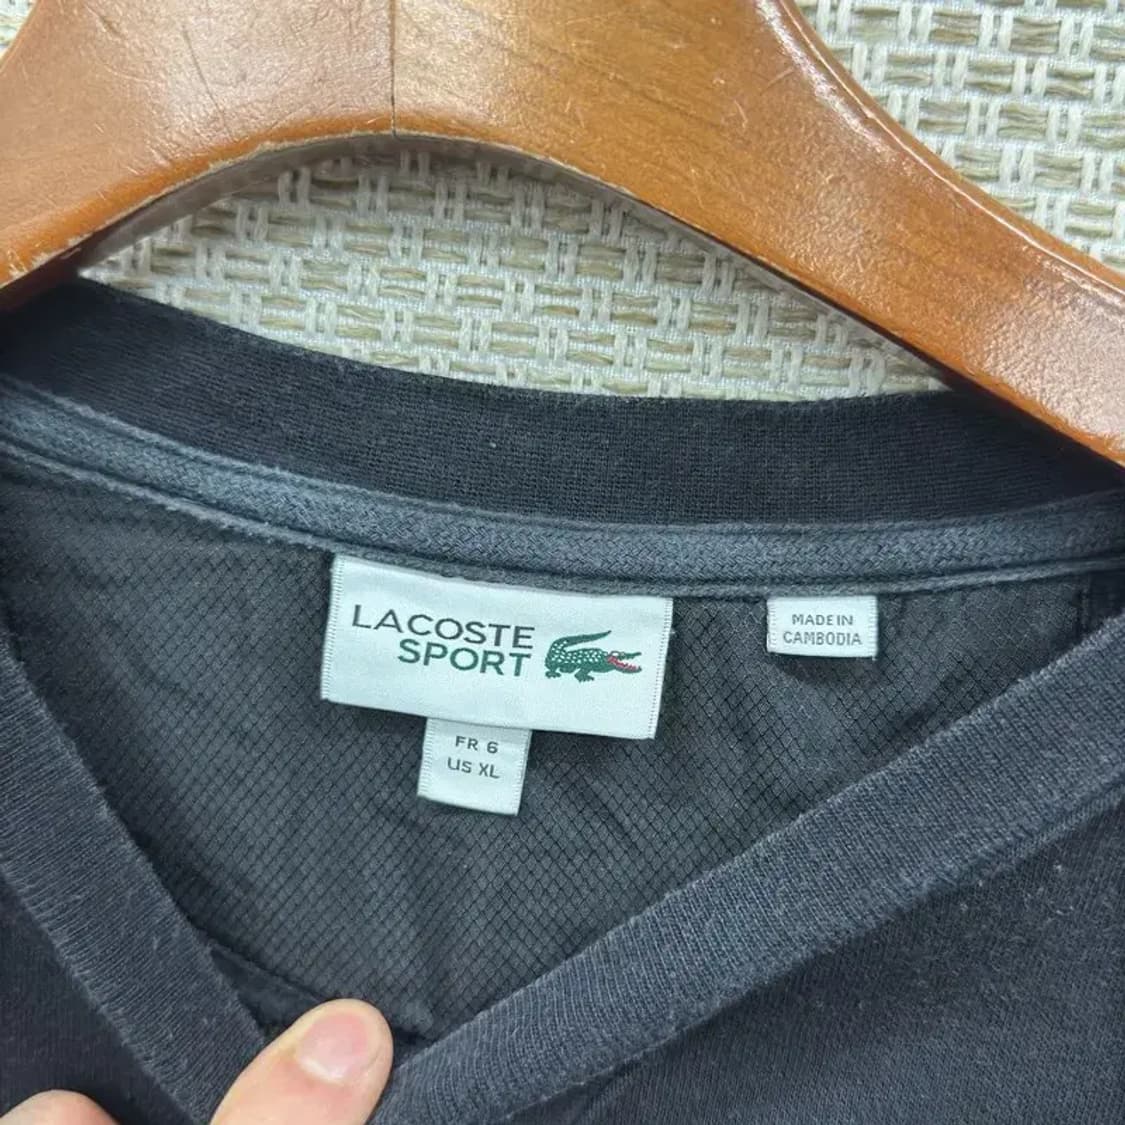 LACOSTE
SPORT
FR 6
US XL
MADE IN
CAMBODIA